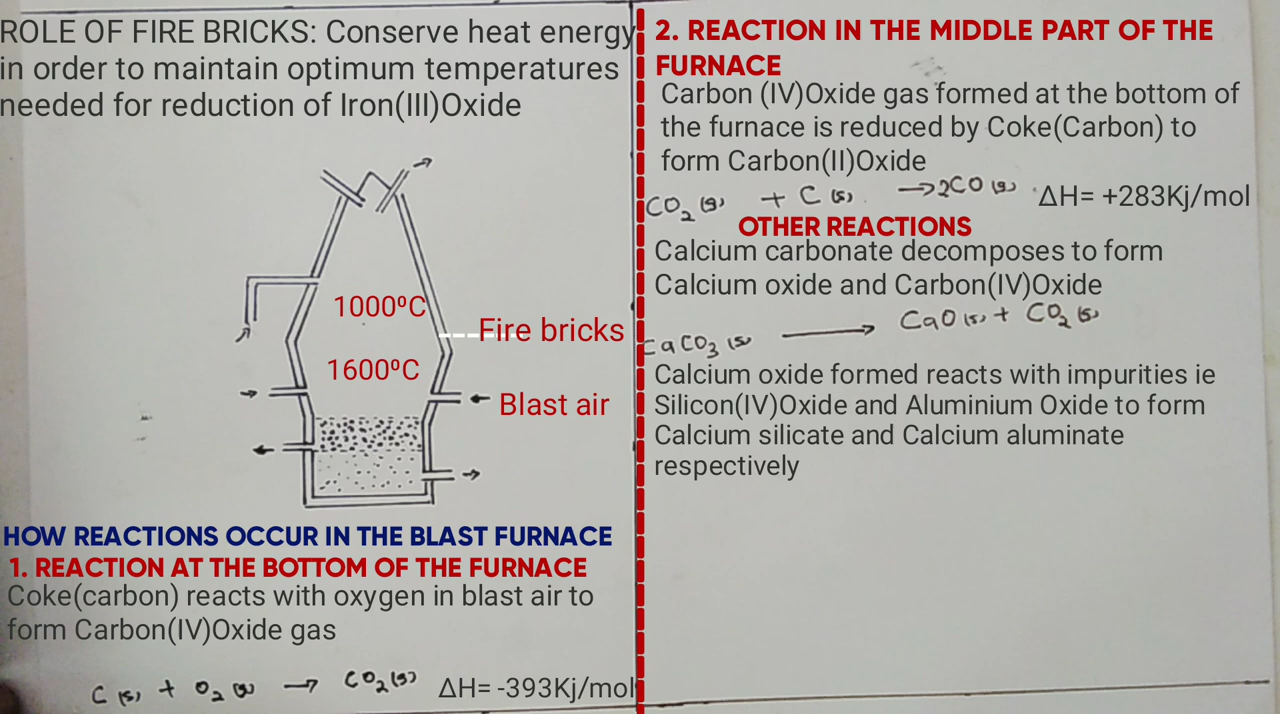 ROLE OF FIRE BRICKS: Conserve heat energy
in order to maintain optimum temperatures
needed for reduction of Iron(III)Oxide
1000⁰C
Fire bricks
1600⁰C
Blast air
HOW REACTIONS OCCUR IN THE BLAST FURNACE
1. REACTION AT THE BOTTOM OF THE FURNACE
Coke(carbon) reacts with oxygen in blast air to
form Carbon(IV)Oxide gas
C(s) + O₂(g) → CO₂(g) ΔH= -393Kj/mol
2. REACTION IN THE MIDDLE PART OF THE
FURNACE
Carbon (IV)Oxide gas formed at the bottom of
the furnace is reduced by Coke(Carbon) to
form Carbon(II)Oxide
CO₂(g) + C(s) → 2CO(g) ΔH= +283Kj/mol
OTHER REACTIONS
Calcium carbonate decomposes to form
Calcium oxide and Carbon(IV)Oxide
CaCO₃(s) → CaO(s) + CO₂(g)
Calcium oxide formed reacts with impurities ie
Silicon(IV)Oxide and Aluminium Oxide to form
Calcium silicate and Calcium aluminate
respectively